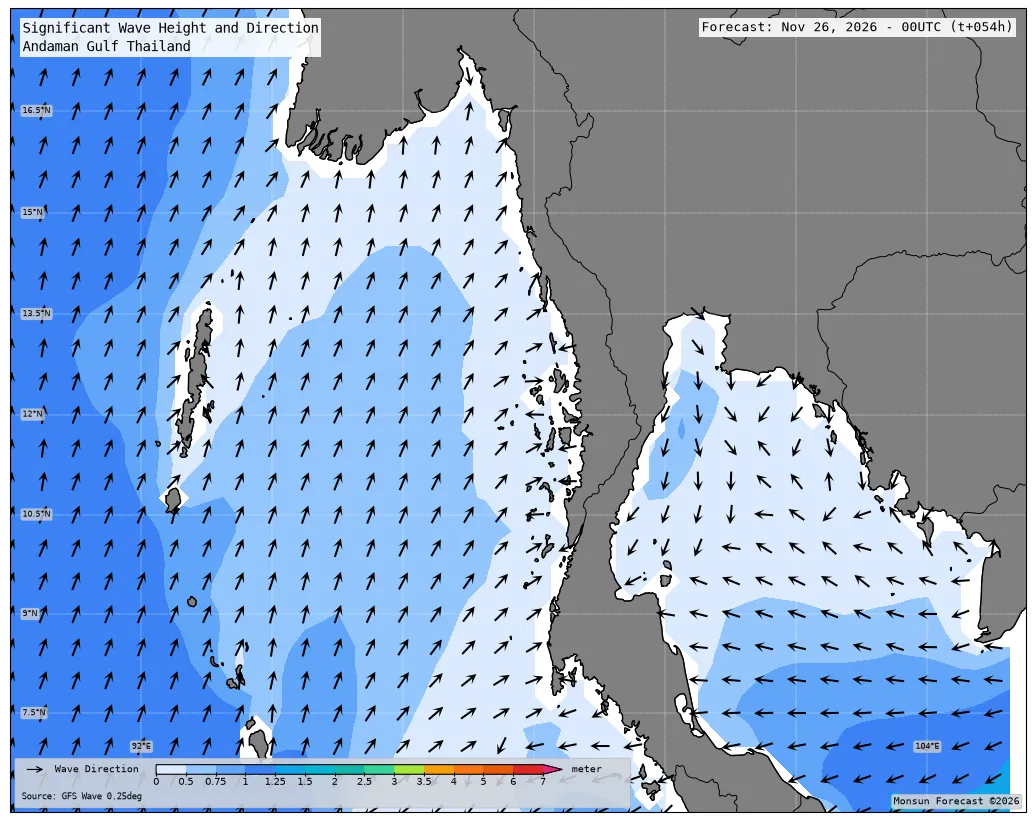 Significant Wave Height and Direction
Andaman Gulf Thailand
Forecast: Nov 26, 2026 - 00UTC (t+054h)
16.5°N
15°N
13.5°N
12°N
10.5°N
9°N
7.5°N
92°E
104°E
Wave Direction
0 0.5 0.75 1 1.25 1.5 2 2.5 3 3.5 4 5 6 7 meter
Source: GFS Wave 0.25deg
Monsun Forecast ©2026